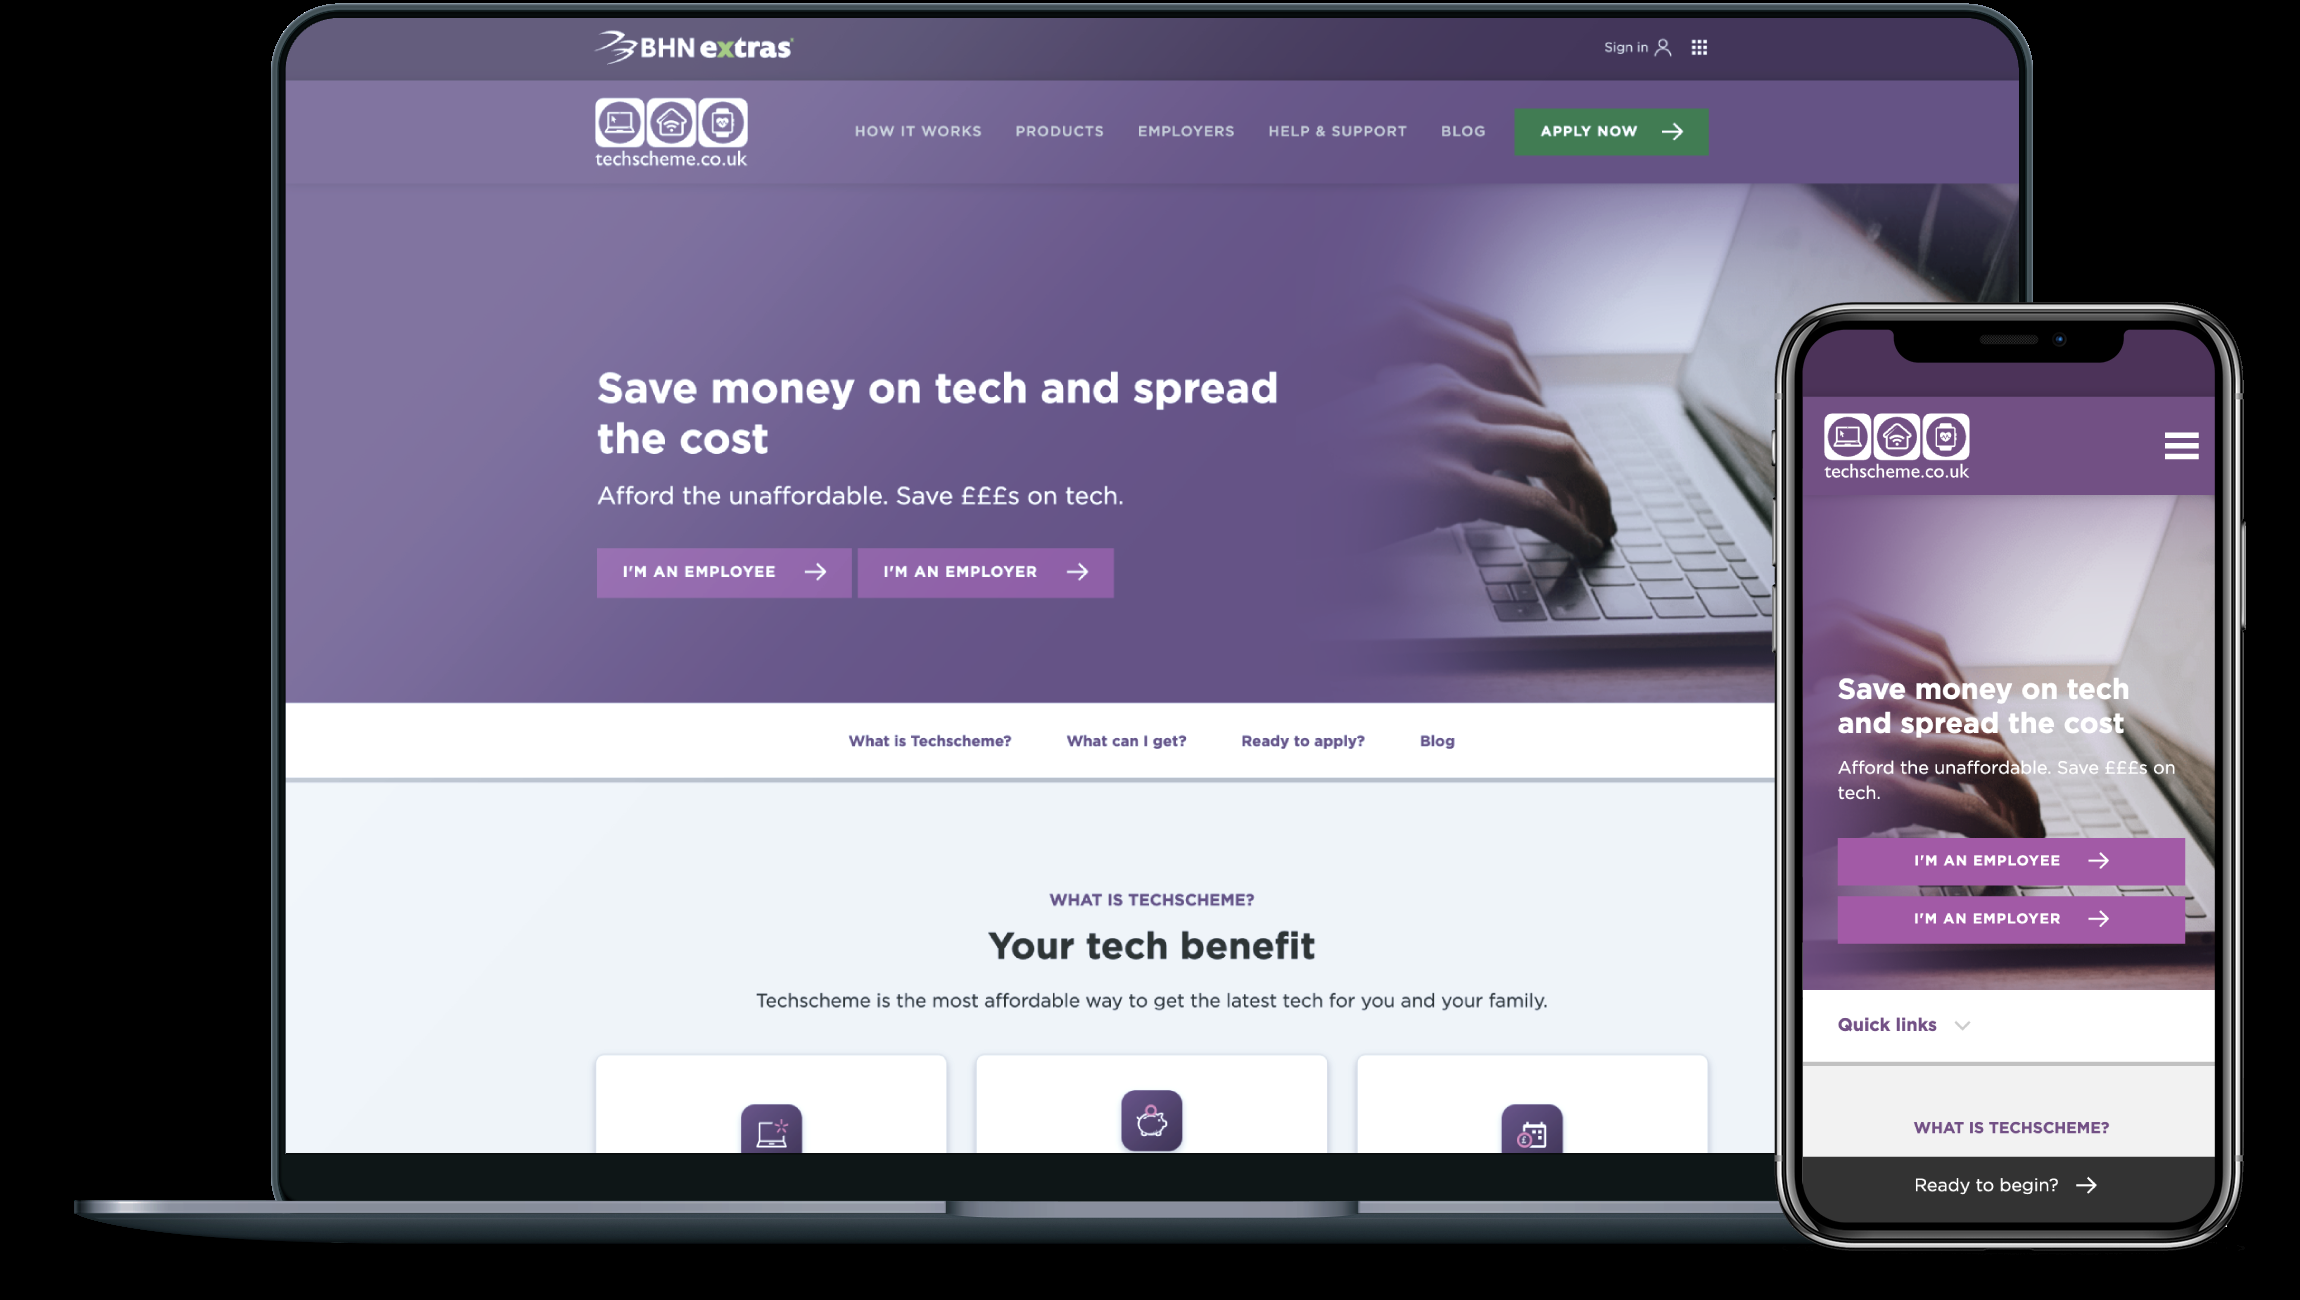 BHN extras
Sign in
techscheme.co.uk
HOW IT WORKS
PRODUCTS
EMPLOYERS
HELP & SUPPORT
BLOG
APPLY NOW
Save money on tech and spread
the cost
Afford the unaffordable. Save £££s on tech.
I'M AN EMPLOYEE
I'M AN EMPLOYER
What is Techscheme?
What can I get?
Ready to apply?
Blog
WHAT IS TECHSCHEME?
Your tech benefit
Techscheme is the most affordable way to get the latest tech for you and your family.
techscheme.co.uk
Save money on tech
and spread the cost
Afford the unaffordable. Save £££s on
tech.
I'M AN EMPLOYEE
I'M AN EMPLOYER
Quick links
WHAT IS TECHSCHEME?
Ready to begin?